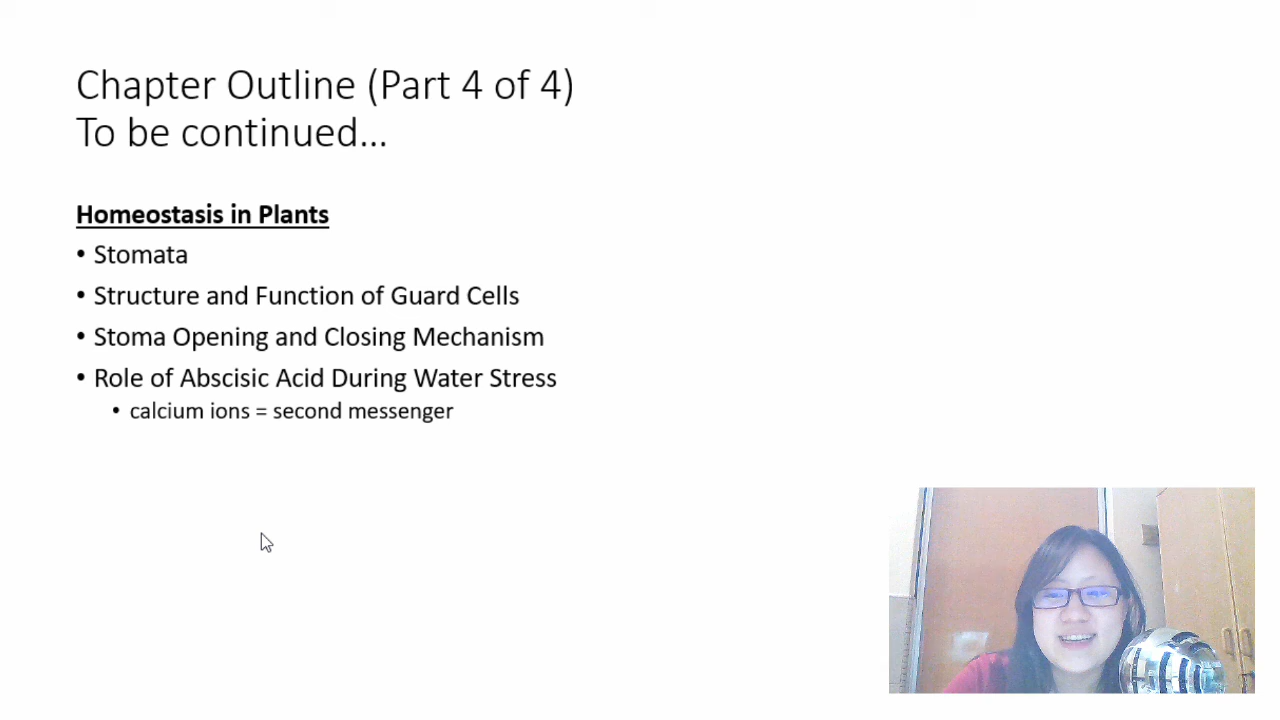 Chapter Outline (Part 4 of 4)
To be continued…
Homeostasis in Plants
• Stomata
• Structure and Function of Guard Cells
• Stoma Opening and Closing Mechanism
• Role of Abscisic Acid During Water Stress
• calcium ions = second messenger